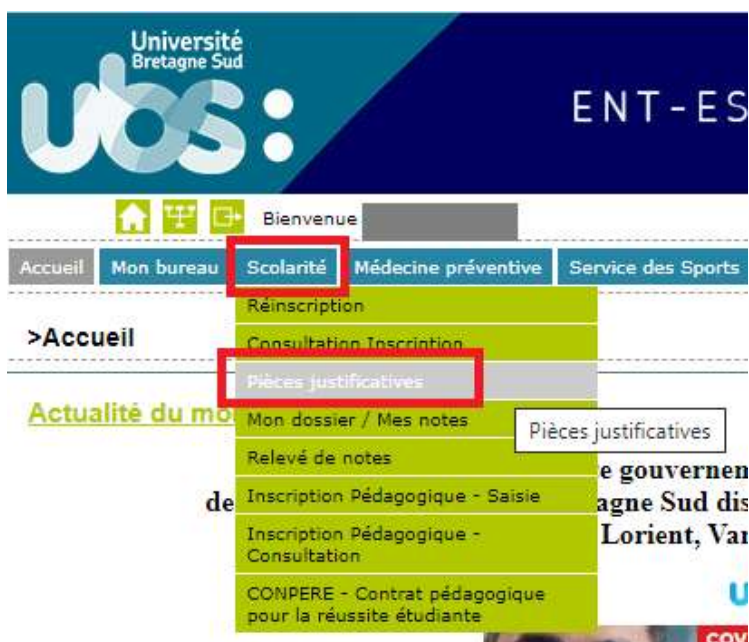 Université
Bretagne Sud
ubs:
ENT-ES
Bienvenue
Accueil Mon bureau Scolarité Médecine préventive Service des Sports
Réinscription
>Accueil
Consultation Inscription
Pièces justificatives
Actualité du mo
Mon dossier / Mes notes
Pièces justificatives
Relevé de notes
e gouvernem
de
Inscription Pédagogique - Saisie
agne Sud dis
Inscription Pédagogique -
Consultation
Lorient, Var
CONPERE - Contrat pédagogique
pour la réussite étudiante
U
COV